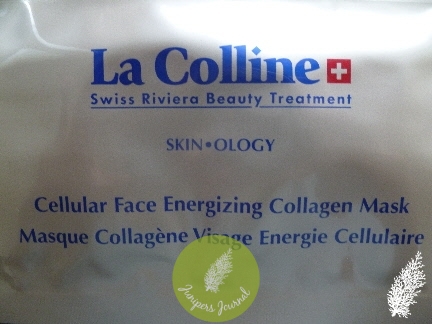 La Colline
Swiss Riviera Beauty Treatment
SKIN•OLOGY
Cellular Face Energizing Collagen Mask
Masque Collagène Visage Energie Cellulaire
Junipers Journal